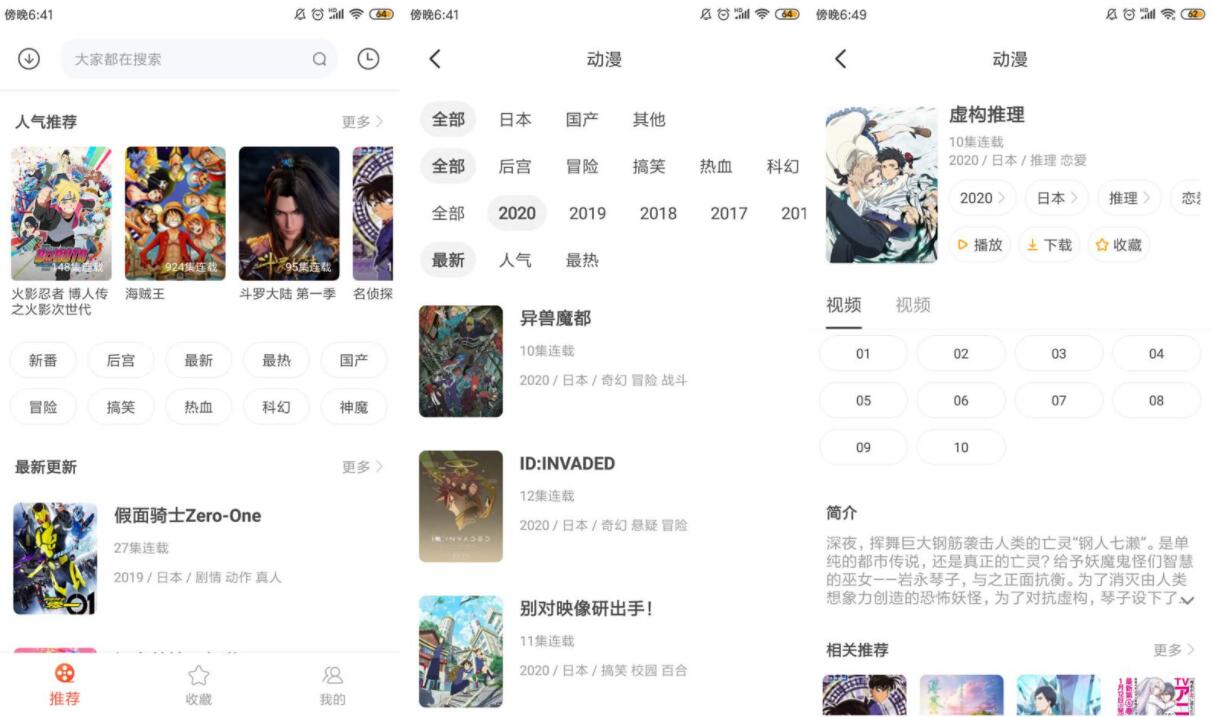 傍晚6:41
HD
64
大家都在搜索
人气推荐
更多
BORUTO
148集连载
924集连载
95集连载
火影忍者 博人传
之火影次世代
海贼王
斗罗大陆 第一季
名侦探
新番
后宫
最新
最热
国产
冒险
搞笑
热血
科幻
神魔
最新更新
更多
假面骑士Zero-One
27集连载
2019 / 日本 / 剧情 动作 真人
推荐
收藏
我的
傍晚6:41
HD
64
动漫
全部
日本
国产
其他
全部
后宫
冒险
搞笑
热血
科幻
全部
2020
2019
2018
2017
201
最新
人气
最热
异兽魔都
10集连载
2020 / 日本 / 奇幻 冒险 战斗
ID:INVADED
ID:INVADED
12集连载
2020 / 日本 / 奇幻 悬疑 冒险
别对映像研出手！
11集连载
2020 / 日本 / 搞笑 校园 百合
傍晚6:49
HD
62
动漫
虚构推理
10集连载
2020 / 日本 / 推理 恋爱
2020
日本
推理
恋爱
播放
下载
收藏
视频
视频
01
02
03
04
05
06
07
08
09
10
简介
深夜，挥舞巨大钢筋袭击人类的亡灵“钢人七濑”。是单
纯的都市传说，还是真正的亡灵？给予妖魔鬼怪们智慧
的巫女——岩永琴子，与之正面抗衡。为了消灭由人类
想象力创造的恐怖妖怪，为了对抗虚构，琴子设下了...
相关推荐
更多